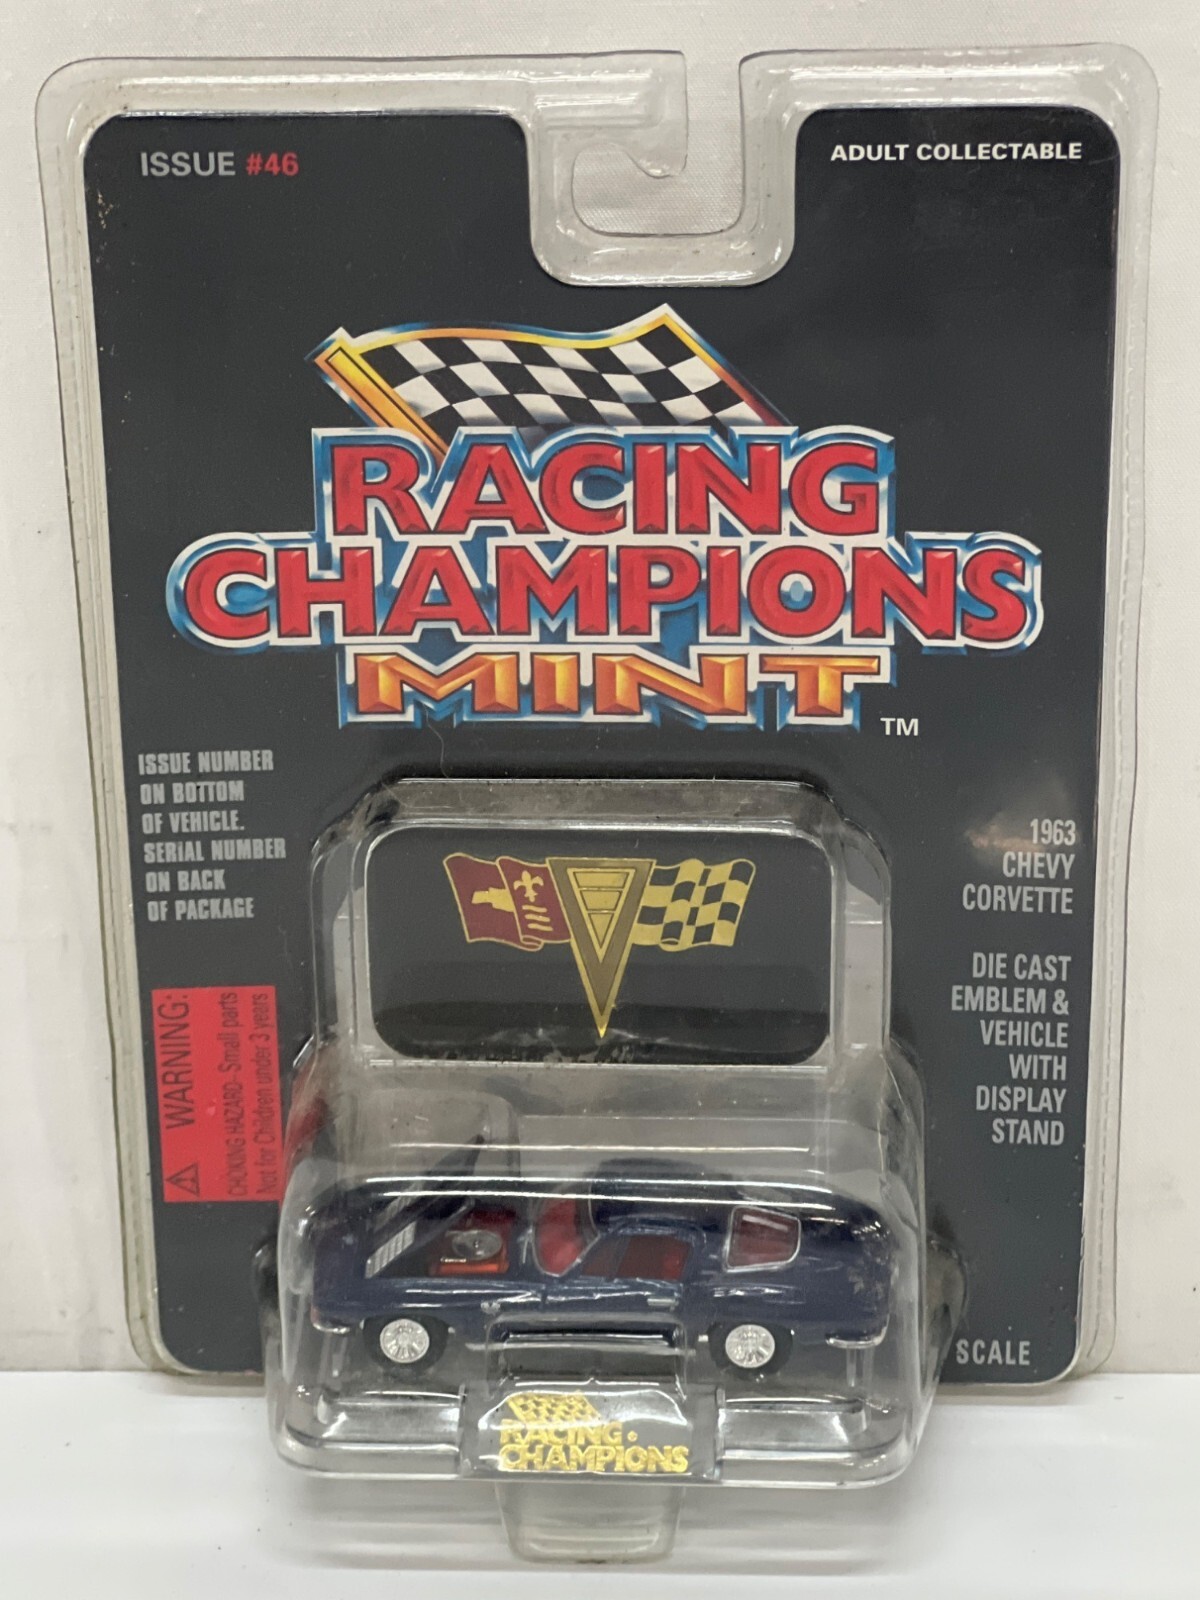 ISSUE #46
ADULT COLLECTABLE
RACING
CHAMPIONS
MINT
TM
ISSUE NUMBER
ON BOTTOM
OF VEHICLE.
SERIAL NUMBER
ON BACK
OF PACKAGE
1963
CHEVY
CORVETTE
DIE CAST
EMBLEM &
VEHICLE
WITH
DISPLAY
STAND
WARNING:
CHOKING HAZARD-Small parts
Not for Children under 3 years
SCALE
RACING
CHAMPIONS